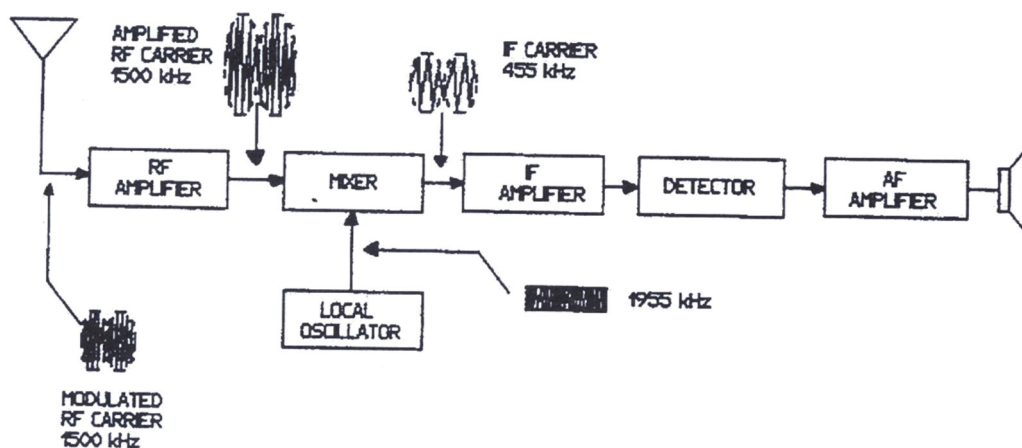 AMPLIFIED
RF CARRIER
1500 kHz
IF CARRIER
455 kHz
RF
AMPLIFIER
MIXER
IF
AMPLIFIER
DETECTOR
AF
AMPLIFIER
LOCAL
OSCILLATOR
1955 kHz
MODULATED
RF CARRIER
1500 kHz